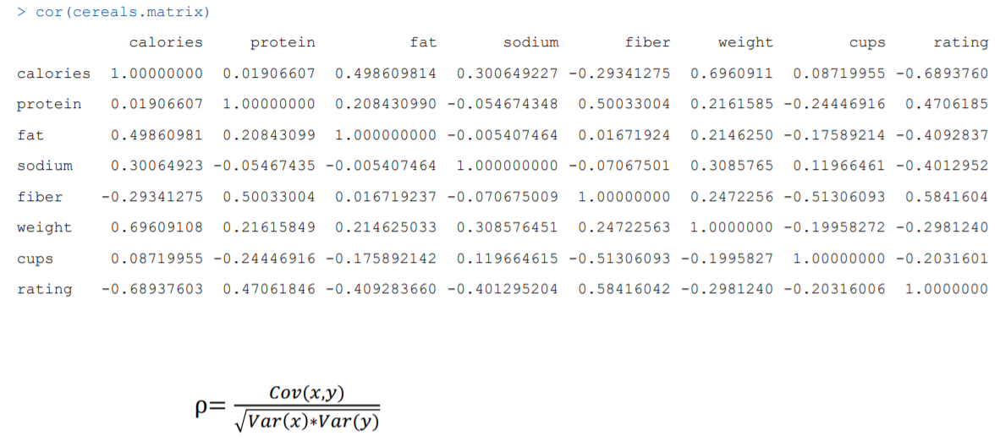 > cor(cereals.matrix)
calories protein fat sodium fiber weight cups rating
calories 1.00000000 0.01906607 0.498609814 0.300649227 -0.29341275 0.6960911 0.08719955 -0.6893760
protein 0.01906607 1.00000000 0.208430990 -0.054674348 0.50033004 0.2161585 -0.24446916 0.4706185
fat 0.49860981 0.20843099 1.000000000 -0.005407464 0.01671924 0.2146250 -0.17589214 -0.4092837
sodium 0.30064923 -0.05467435 -0.005407464 1.000000000 -0.07067501 0.3085765 0.11966461 -0.4012952
fiber -0.29341275 0.50033004 0.016719237 -0.070675009 1.00000000 0.2472256 -0.51306093 0.5841604
weight 0.69609108 0.21615849 0.214625033 0.308576451 0.24722563 1.0000000 -0.19958272 -0.2981240
cups 0.08719955 -0.24446916 -0.175892142 0.119664615 -0.51306093 -0.1995827 1.00000000 -0.2031601
rating -0.68937603 0.47061846 -0.409283660 -0.401295204 0.58416042 -0.2981240 -0.20316006 1.0000000
Cov(x,y)
ρ=
√Var(x)*Var(y)